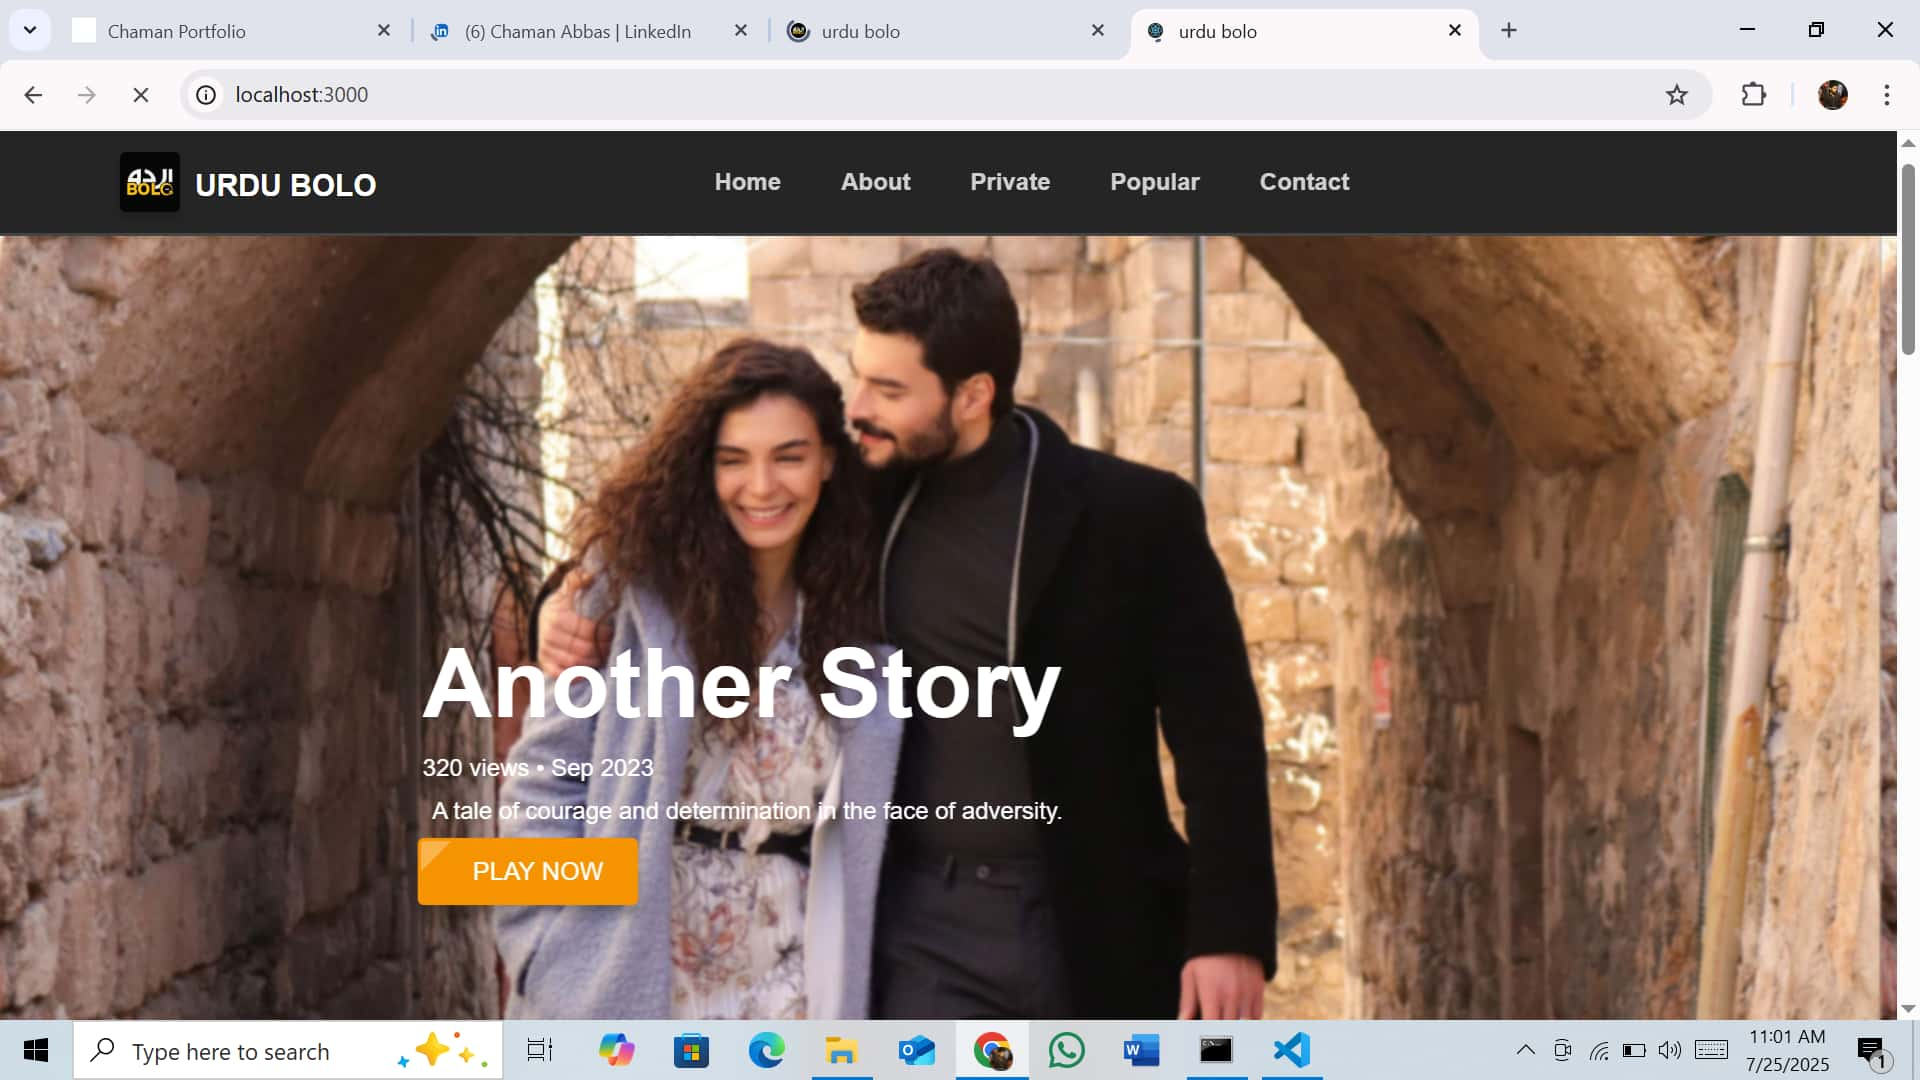 Chaman Portfolio
(6) Chaman Abbas | LinkedIn
urdu bolo
urdu bolo
localhost:3000
BOLO
URDU BOLO
Home
About
Private
Popular
Contact
Another Story
320 views • Sep 2023
A tale of courage and determination in the face of adversity.
PLAY NOW
Type here to search
11:01 AM
7/25/2025
1